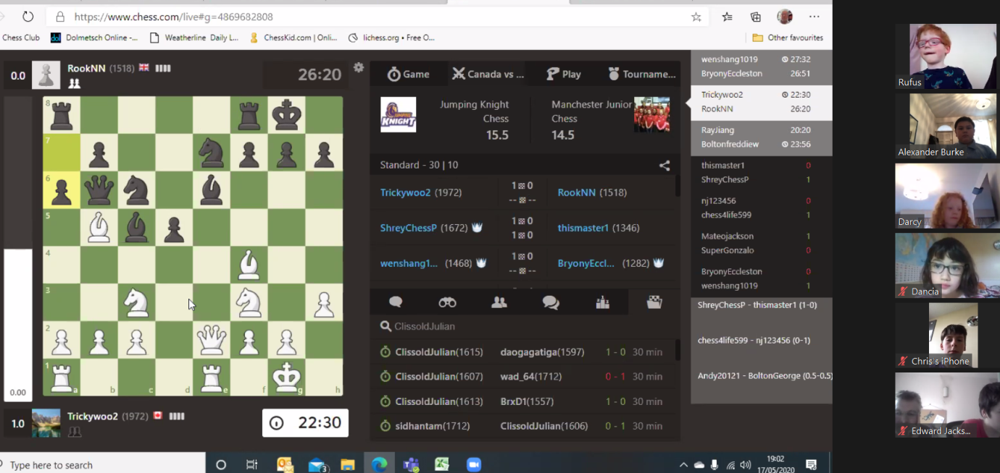 https://www.chess.com/live#g=4869682808
Chess Club
dol
Dolmetsch Online -...
Weatherline Daily L...
ChessKid.com | Onli...
lichess.org • Free O...
Other favourites
0.0
RookNN (1518)
26:20
8
7
6
5
4
3
2
1
a
b
c
d
e
f
g
h
0.00
1.0
Trickywoo2 (1972)
22:30
Game
Canada vs ...
Play
Tourname...
JUMPING
KNIGHT
Jumping Knight
Chess
15.5
Manchester Junior
Chess
14.5
Standard - 30 | 10
Trickywoo2 (1972)
1 0
-- --
RookNN (1518)
ShreyChessP (1672)
1 0
1 0
thismaster1 (1346)
wenshang1... (1468)
1 0
-- --
BryonyEccl... (1282)
ClissoldJulian
ClissoldJulian(1615) daogagatiga(1597) 1 - 0 30 min
ClissoldJulian(1607) wad_64(1712) 0 - 1 30 min
ClissoldJulian(1613) BrxD1(1557) 1 - 0 30 min
sidhantam(1712) ClissoldJulian(1606) 0 - 1 30 min
wenshang1019 27:32
BryonyEccleston 26:51
Trickywoo2 22:30
RookNN 26:20
RayJiang 20:20
Boltonfreddiew 23:56
thismaster1 0
ShreyChessP 1
nj123456 0
chess4life599 1
Mateojackson 1
SuperGonzalo 0
BryonyEccleston 0
wenshang1019 1
ShreyChessP - thismaster1 (1-0)
chess4life599 - nj123456 (0-1)
Andy20121 - BoltonGeorge (0.5-0.5)
Rufus
Alexander Burke
Darcy
Dancia
Chris's iPhone
Edward Jacks...
Type here to search
3
19:02
17/05/2020